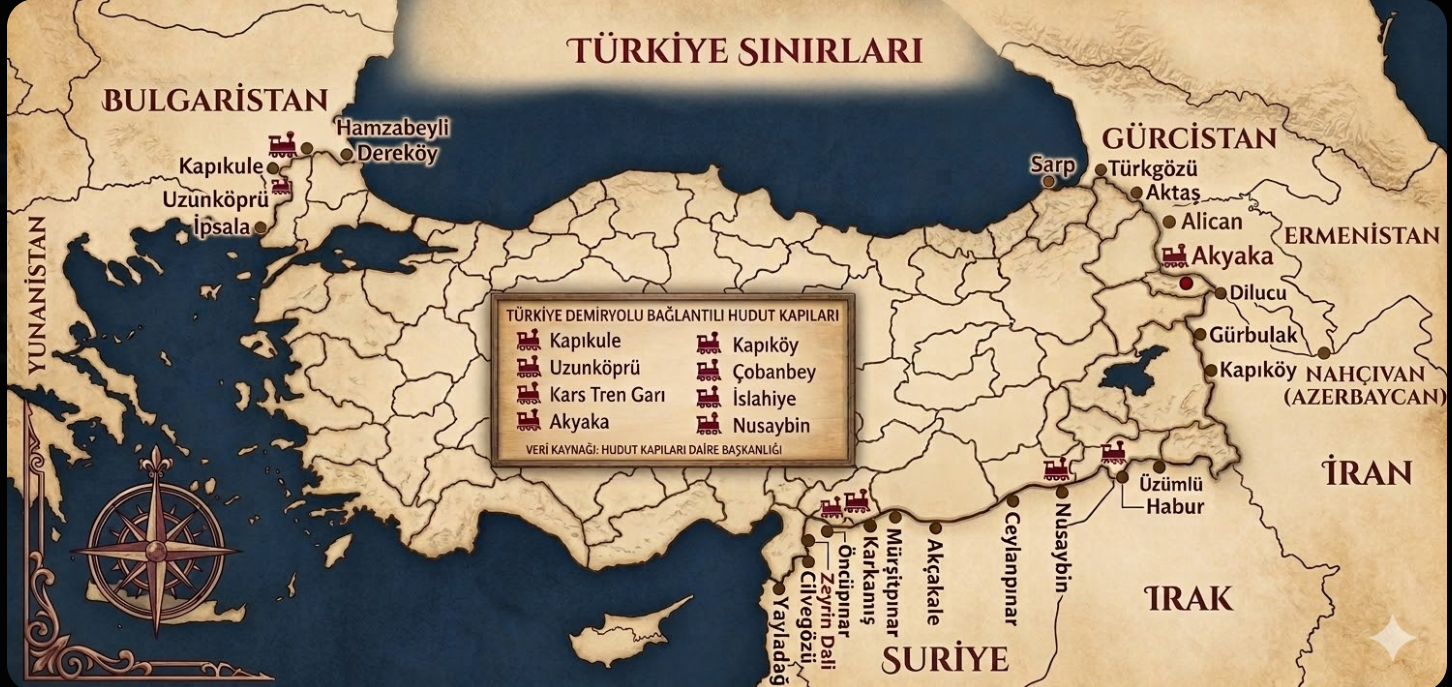 TÜRKİYE SINIRLARI
BULGARİSTAN
Hamzabeyli
Dereköy
Kapıkule
Uzunköprü
İpsala
YUNANİSTAN
GÜRCİSTAN
Sarp
Türkgözü
Aktaş
Alican
ERMENİSTAN
Akyaka
Dilucu
Gürbulak
Kapıköy
NAHÇIVAN
(AZERBAYCAN)
TÜRKİYE DEMİRYOLU BAĞLANTILI HUDUT KAPILARI
Kapıkule
Uzunköprü
Kars Tren Garı
Akyaka
Kapıköy
Çobanbey
İslahiye
Nusaybin
VERİ KAYNAĞI: HUDUT KAPILARI DAİRE BAŞKANLIĞI
İRAN
Üzümlü
Habur
Nusaybin
Ceylanpınar
Akçakale
Mürşitpınar
Karkamış
Öncüpınar
Zeyrin Dali
Cilvegözü
Yayladağ
IRAK
SURİYE